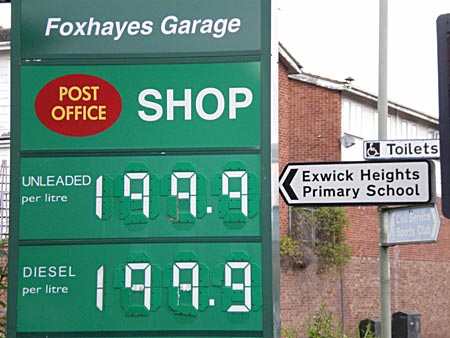 Foxhayes Garage
POST
OFFICE
SHOP
UNLEADED
per litre
199.9
DIESEL
per litre
199.9
Toilets
Exwick Heights
Primary School
Civil Service
Sports Club